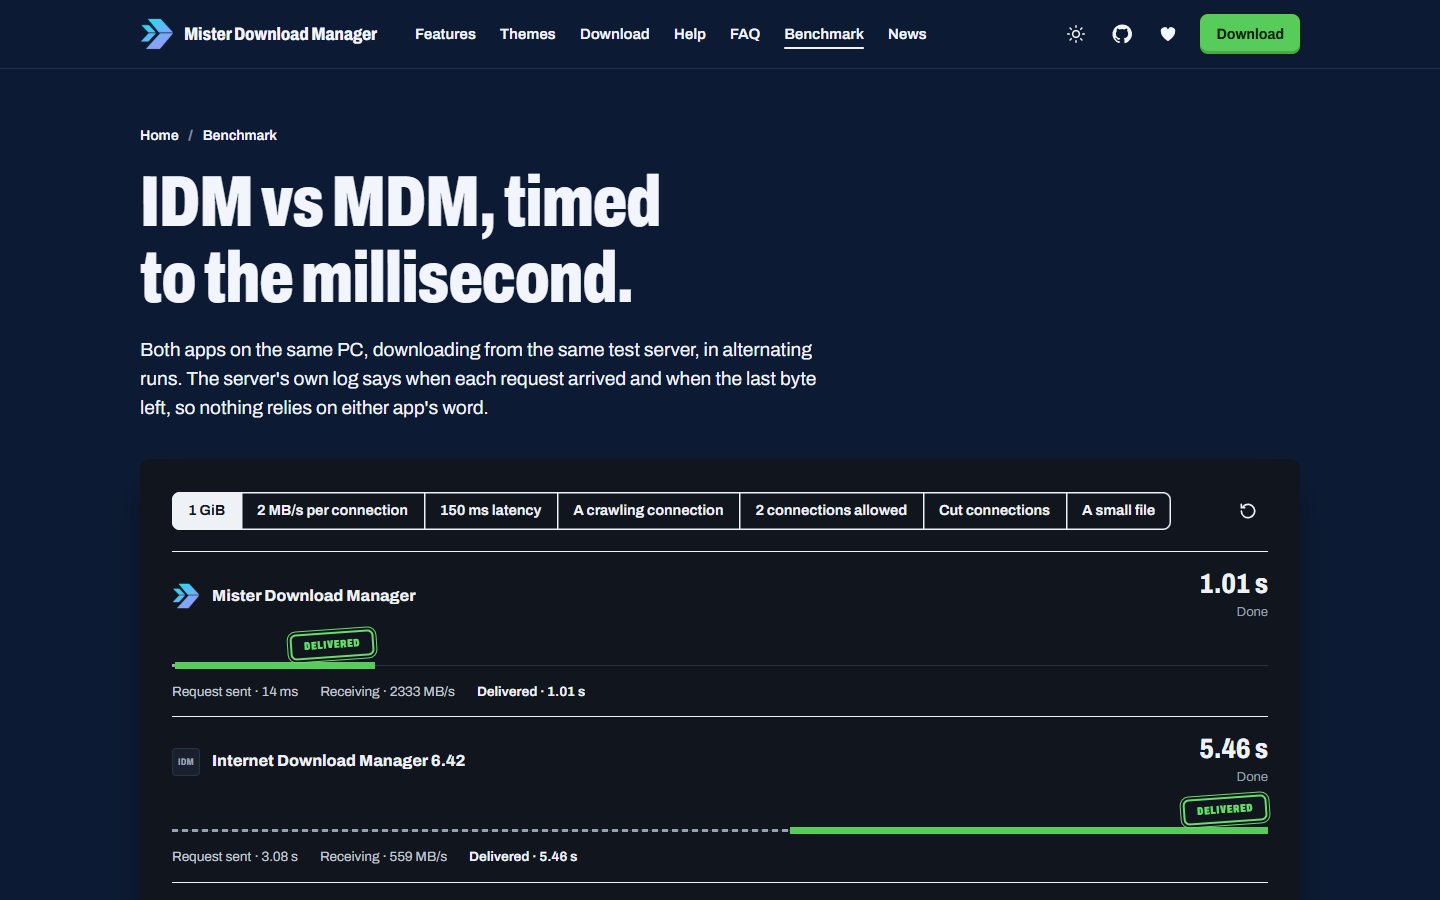 Mister Download Manager Features Themes Download Help FAQ Benchmark News Download
Home / Benchmark
IDM vs MDM, timed
to the millisecond.
Both apps on the same PC, downloading from the same test server, in alternating
runs. The server's own log says when each request arrived and when the last byte
left, so nothing relies on either app's word.
1 GiB 2 MB/s per connection 150 ms latency A crawling connection 2 connections allowed Cut connections A small file
Mister Download Manager 1.01 s
Done
DELIVERED
Request sent · 14 ms Receiving · 2333 MB/s Delivered · 1.01 s
IDM Internet Download Manager 6.42 5.46 s
Done
DELIVERED
Request sent · 3.08 s Receiving · 559 MB/s Delivered · 5.46 s